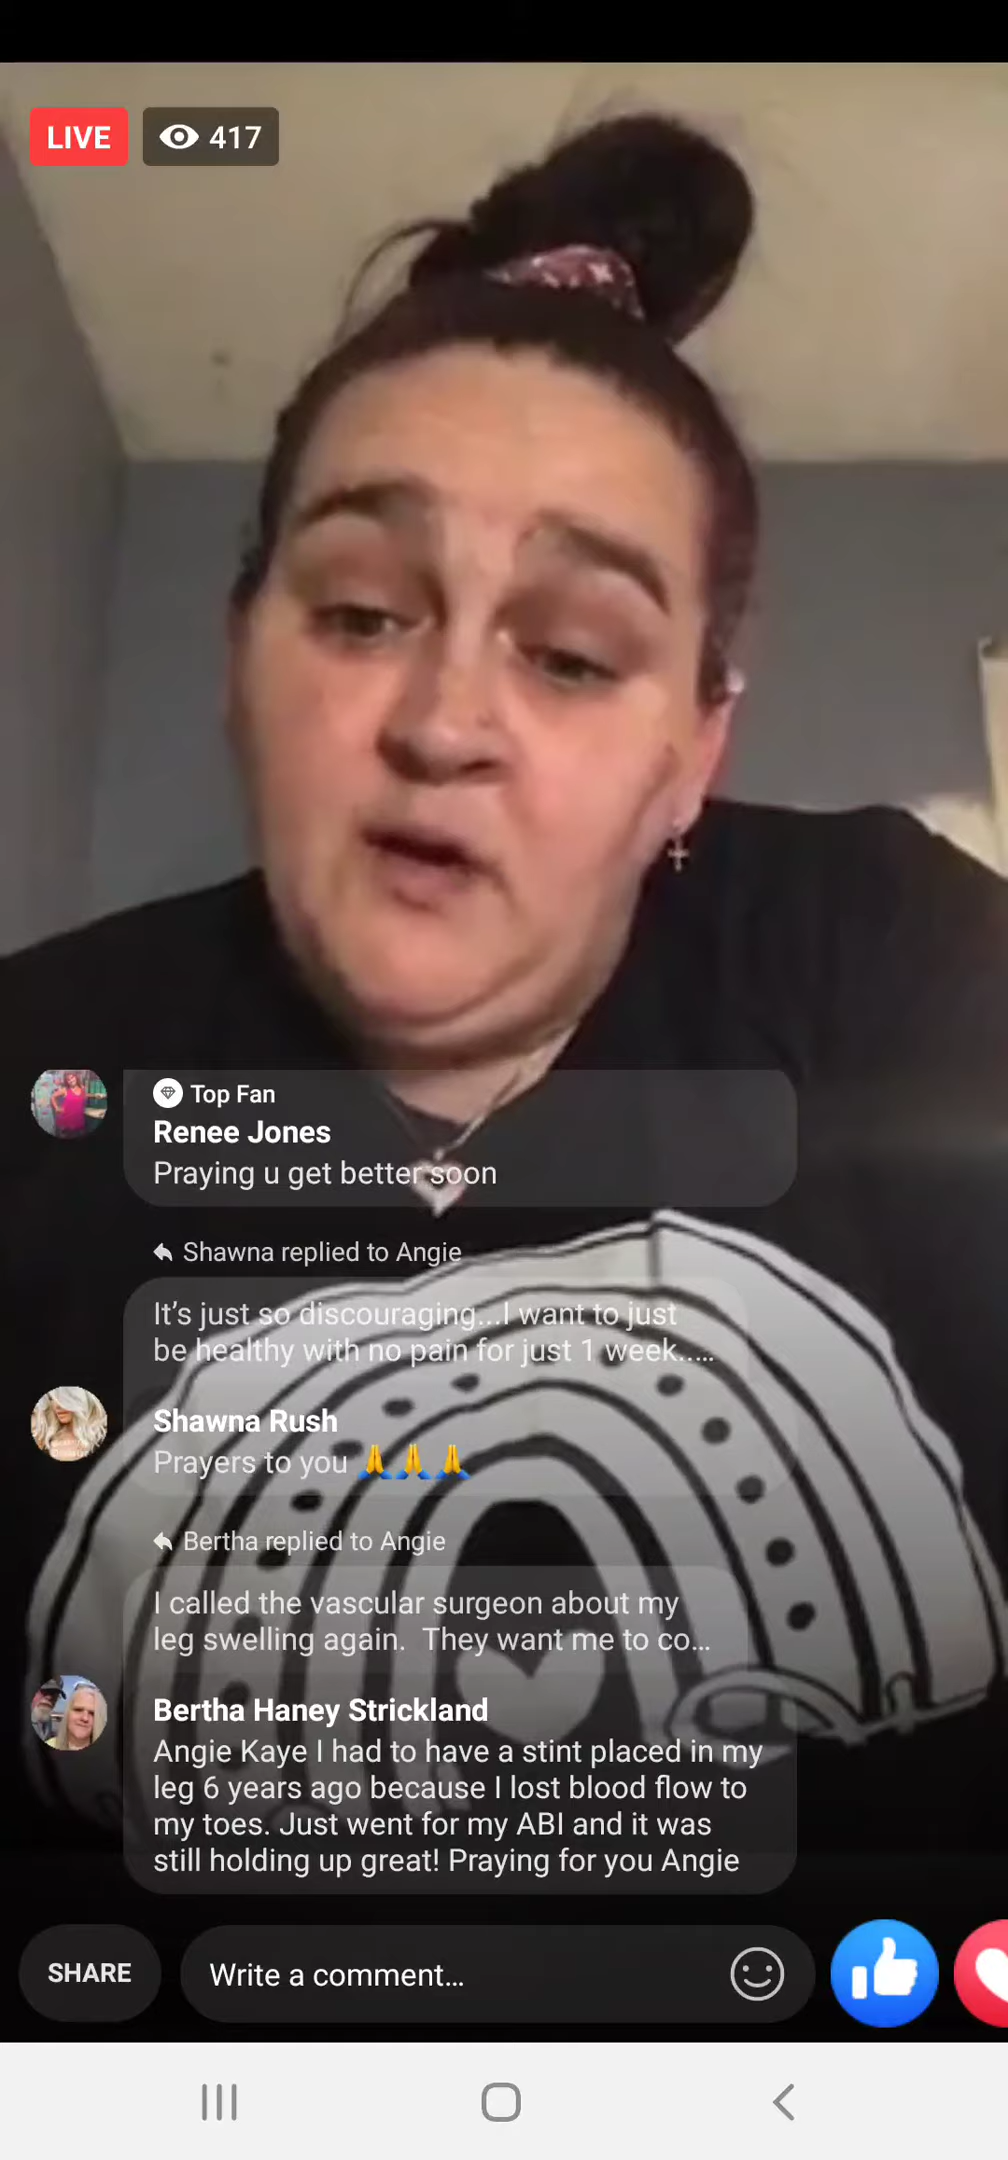 LIVE 417
Top Fan
Renee Jones
Praying u get better soon
Shawna replied to Angie
It's just so discouraging...I want to just
be healthy with no pain for just 1 week.....
Shawna Rush
Prayers to you 🙏🙏🙏
Bertha replied to Angie
I called the vascular surgeon about my
leg swelling again.  They want me to co...
Bertha Haney Strickland
Angie Kaye I had to have a stint placed in my
leg 6 years ago because I lost blood flow to
my toes. Just went for my ABI and it was
still holding up great! Praying for you Angie
SHARE
Write a comment...